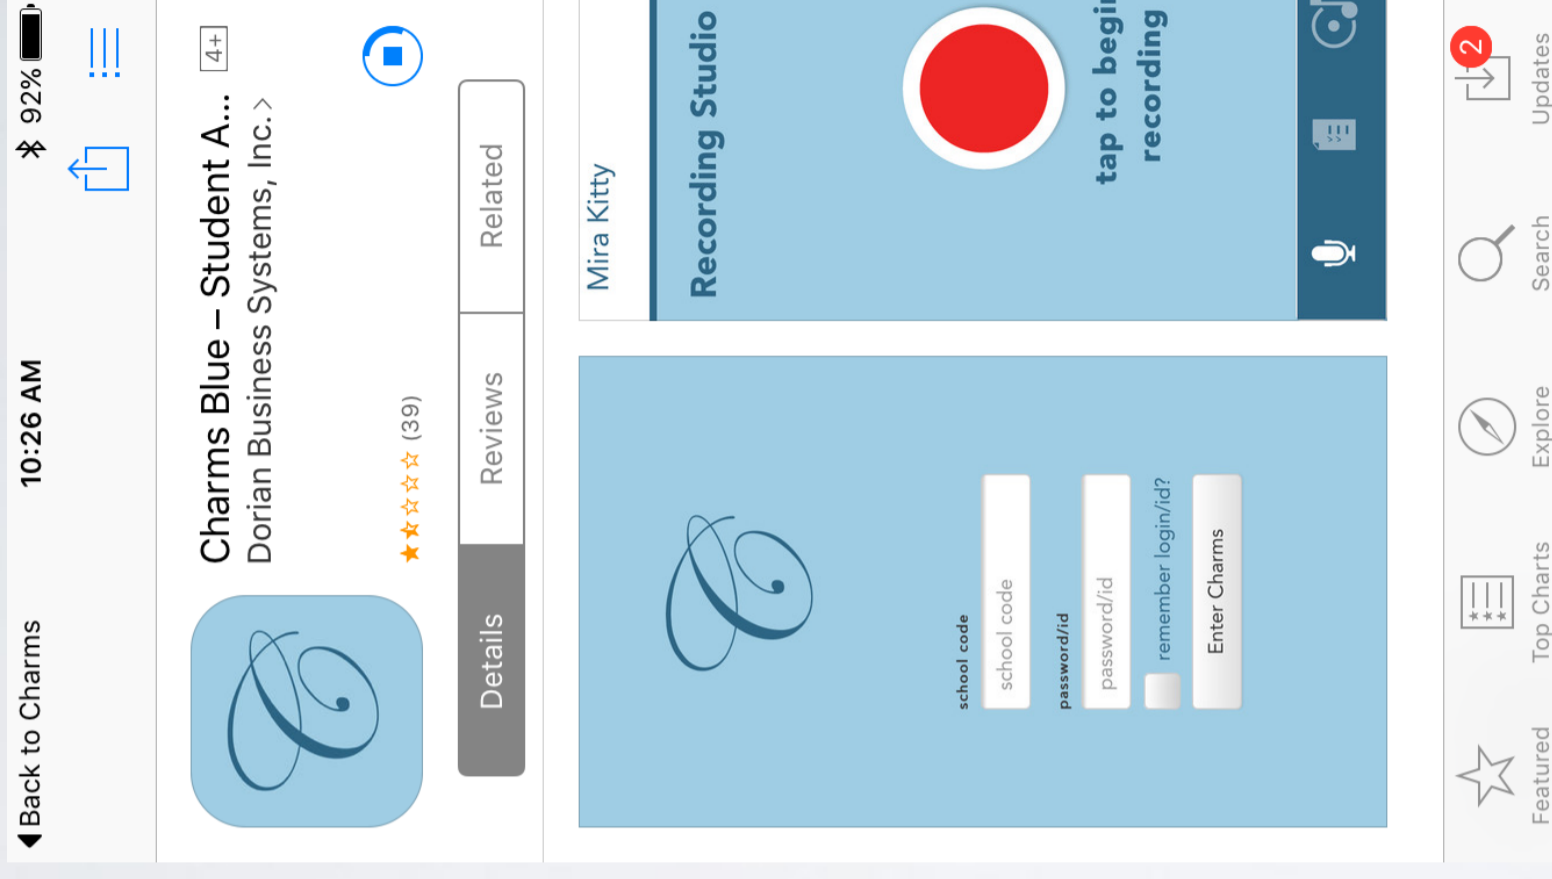 Back to Charms 10:26 AM 92%
Charms Blue – Student A... 4+
Dorian Business Systems, Inc. >
(39)
Details Reviews Related
school code
school code
password/id
password/id
remember login/id?
Enter Charms
Mira Kitty
Recording Studio
tap to begin
recording
2
Featured Top Charts Explore Search Updates